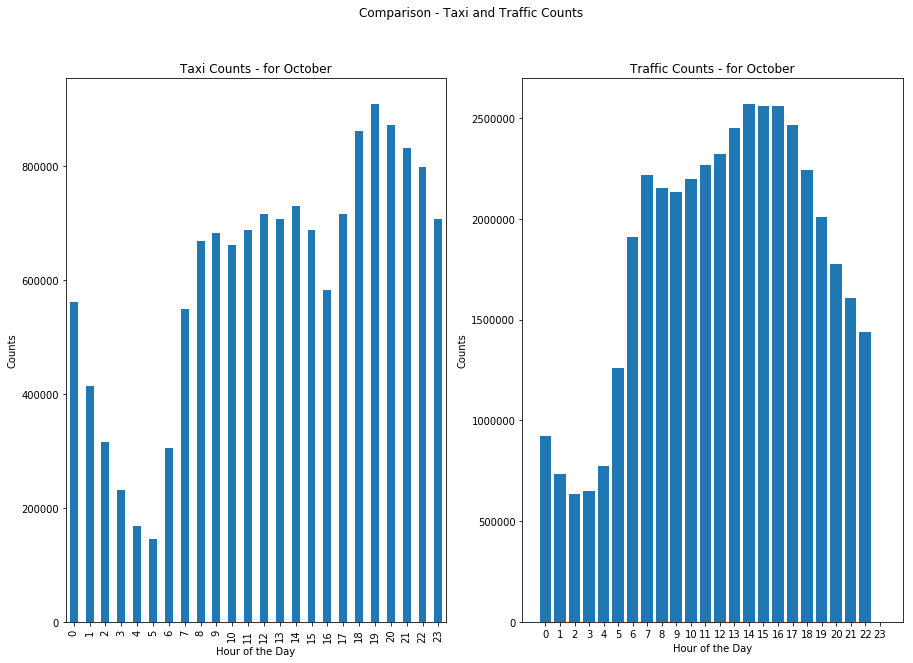 Comparison - Taxi and Traffic Counts
Taxi Counts - for October
Counts
800000
600000
400000
200000
0
0 1 2 3 4 5 6 7 8 9 10 11 12 13 14 15 16 17 18 19 20 21 22 23
Hour of the Day
Traffic Counts - for October
Counts
2500000
2000000
1500000
1000000
500000
0
0 1 2 3 4 5 6 7 8 9 10 11 12 13 14 15 16 17 18 19 20 21 22 23
Hour of the Day